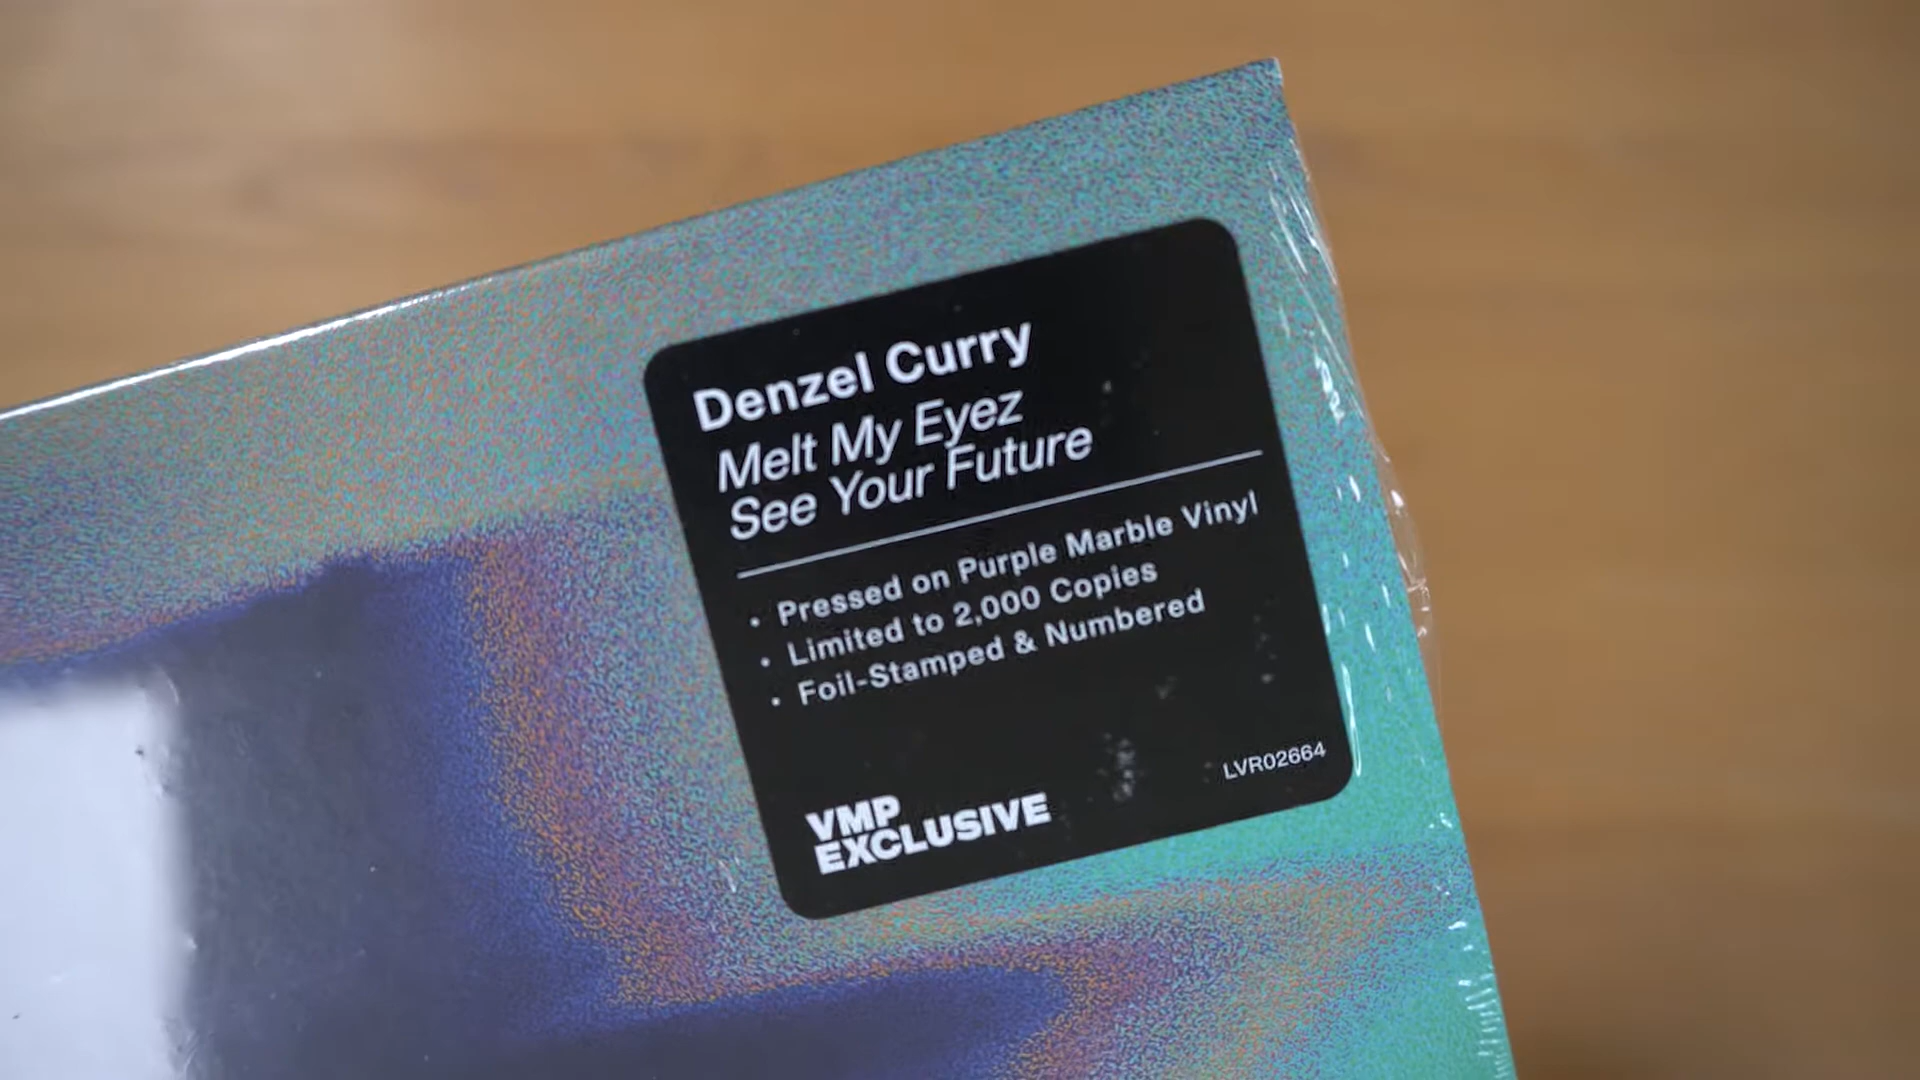 Denzel Curry
Melt My Eyez
See Your Future
• Pressed on Purple Marble Vinyl
• Limited to 2,000 Copies
• Foil-Stamped & Numbered
LVR02664
VMP
EXCLUSIVE